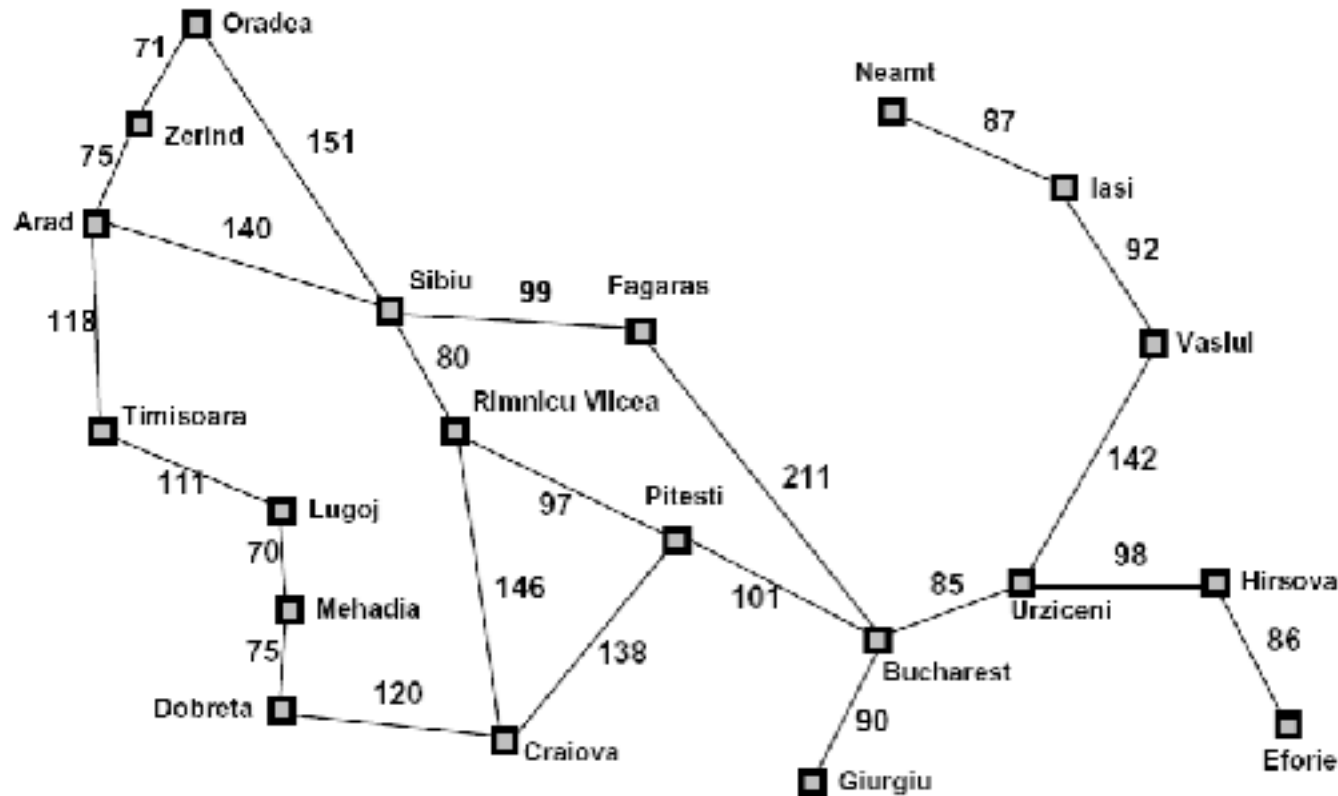 Oradea
71
Neamt
87
Zerind
151
75
Iasi
Arad
140
92
Sibiu
99
Fagaras
118
80
Vaslui
Rimnicu Vilcea
Timisoara
142
111
211
Lugoj
97
Pitesti
70
98
146
85
Hirsova
101
Urziceni
Mehadia
86
75
138
Bucharest
120
Dobreta
90
Craiova
Eforie
Giurgiu